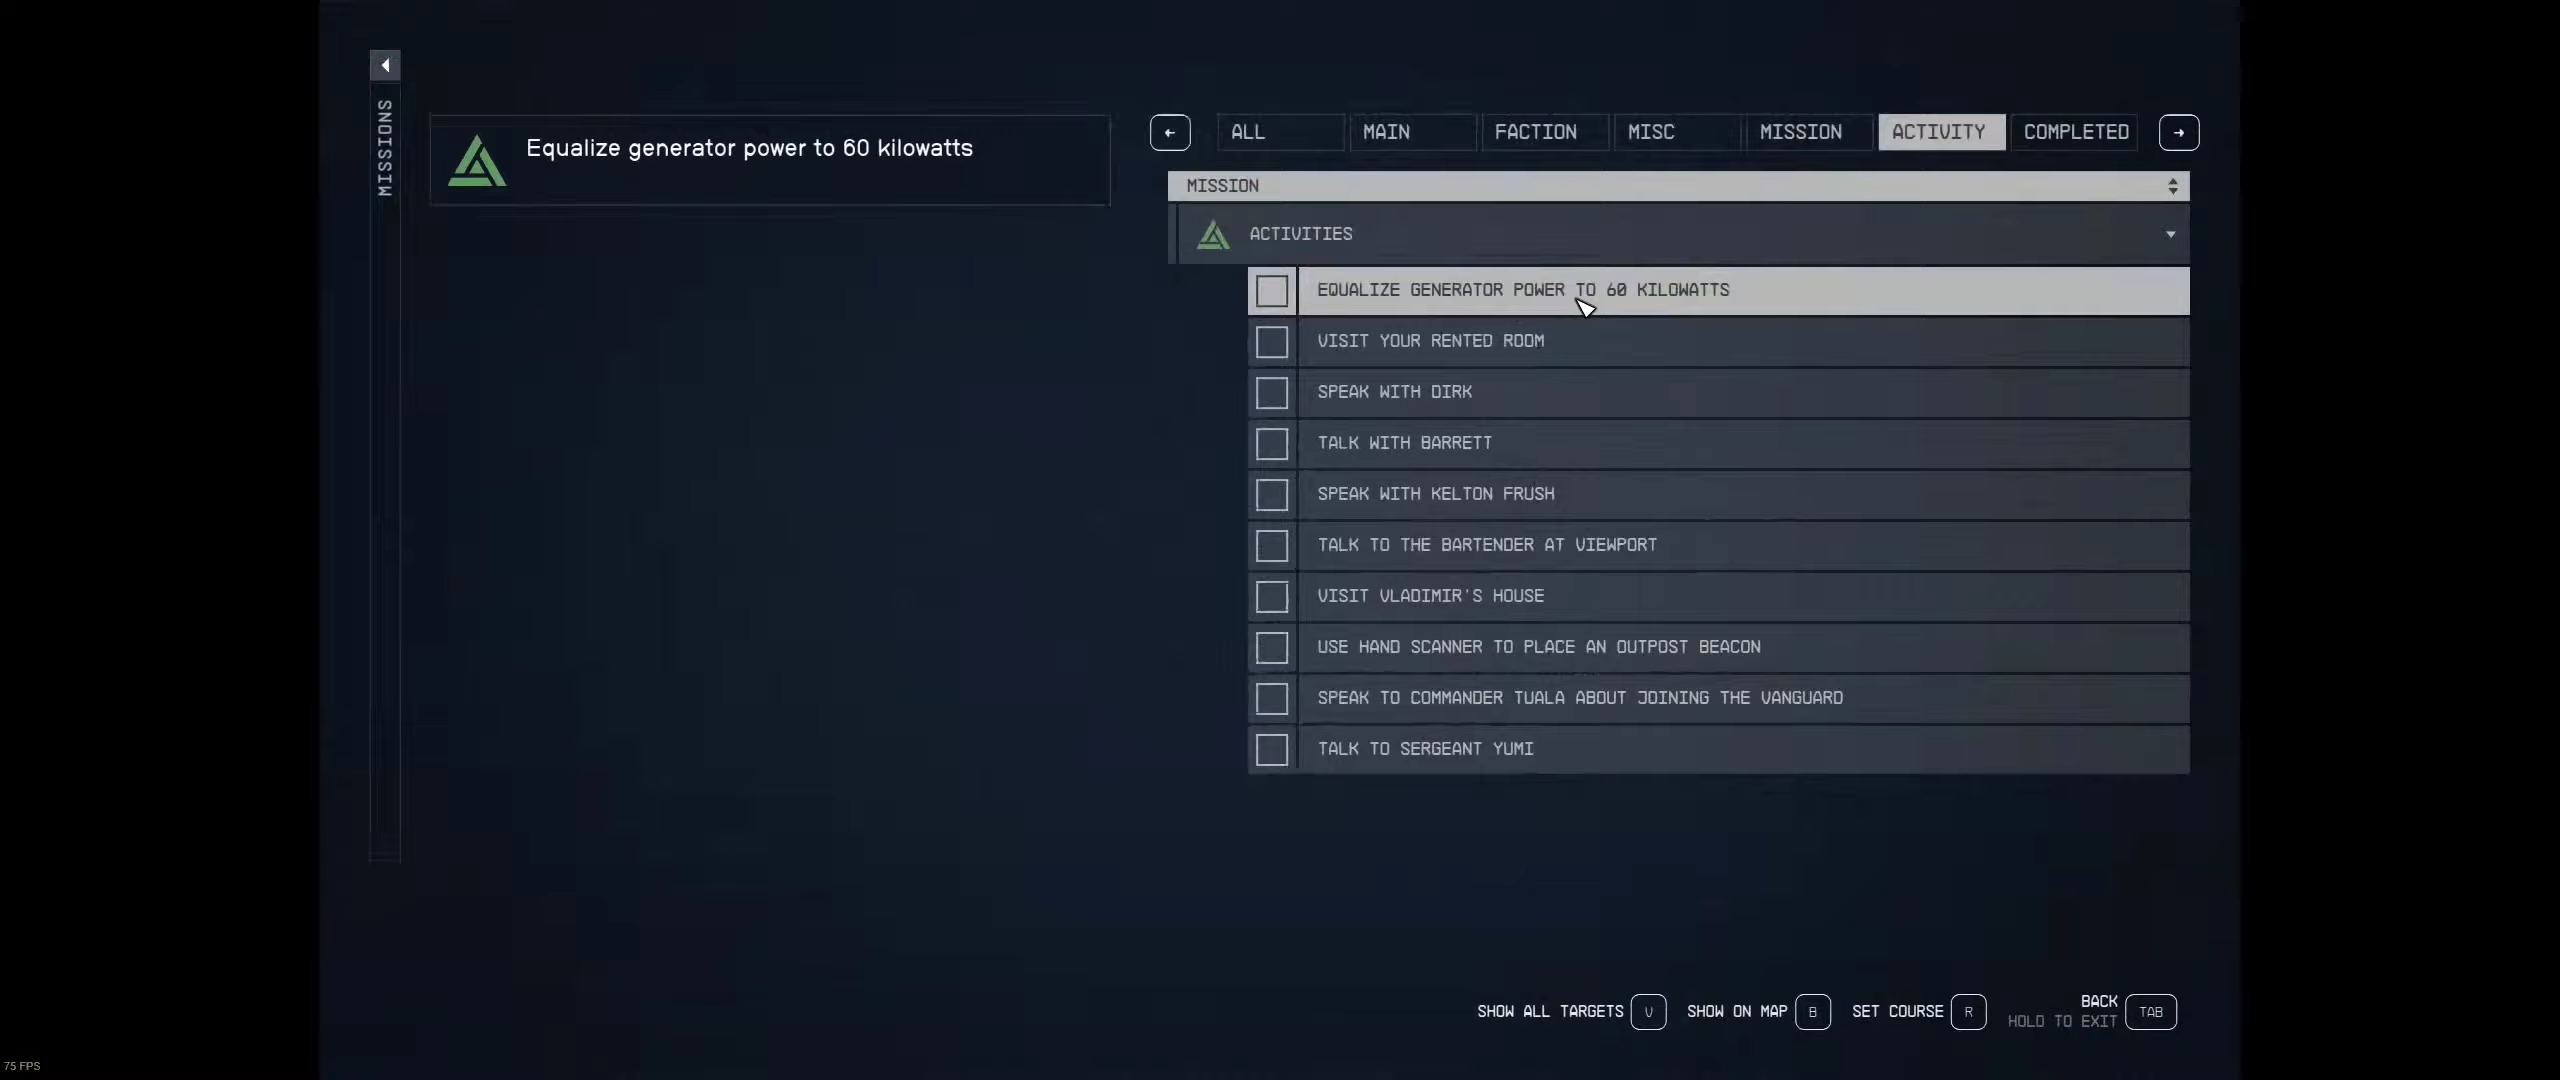 MISSIONS
Equalize generator power to 60 kilowatts
ALL MAIN FACTION MISC MISSION ACTIVITY COMPLETED
MISSION
ACTIVITIES
EQUALIZE GENERATOR POWER TO 60 KILOWATTS
VISIT YOUR RENTED ROOM
SPEAK WITH DIRK
TALK WITH BARRETT
SPEAK WITH KELTON FRUSH
TALK TO THE BARTENDER AT VIEWPORT
VISIT VLADIMIR'S HOUSE
USE HAND SCANNER TO PLACE AN OUTPOST BEACON
SPEAK TO COMMANDER TUALA ABOUT JOINING THE VANGUARD
TALK TO SERGEANT YUMI
SHOW ALL TARGETS V SHOW ON MAP B SET COURSE R BACK TAB
HOLD TO EXIT
75 FPS